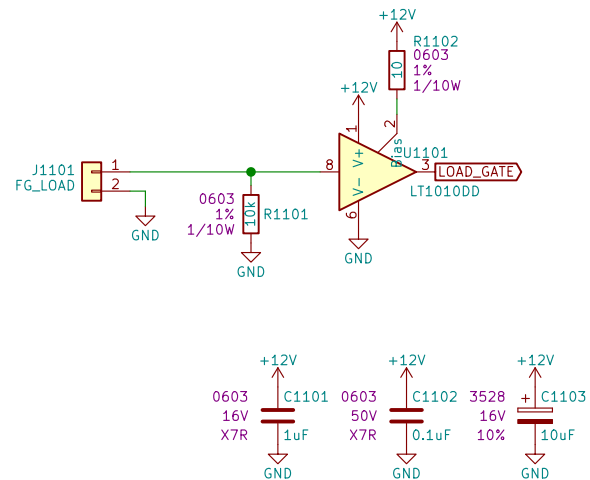 +12V
R1102
0603
1%
1/10W
10
+12V
1
2
Bias
U1101
V+
V-
J1101
FG_LOAD
1
2
8
3
LOAD_GATE
LT1010DD
6
0603
1%
1/10W
10k
R1101
GND
GND
GND
+12V
+12V
+12V
0603
16V
X7R
C1101
1uF
0603
50V
X7R
C1102
0.1uF
3528
16V
10%
+
C1103
10uF
GND
GND
GND